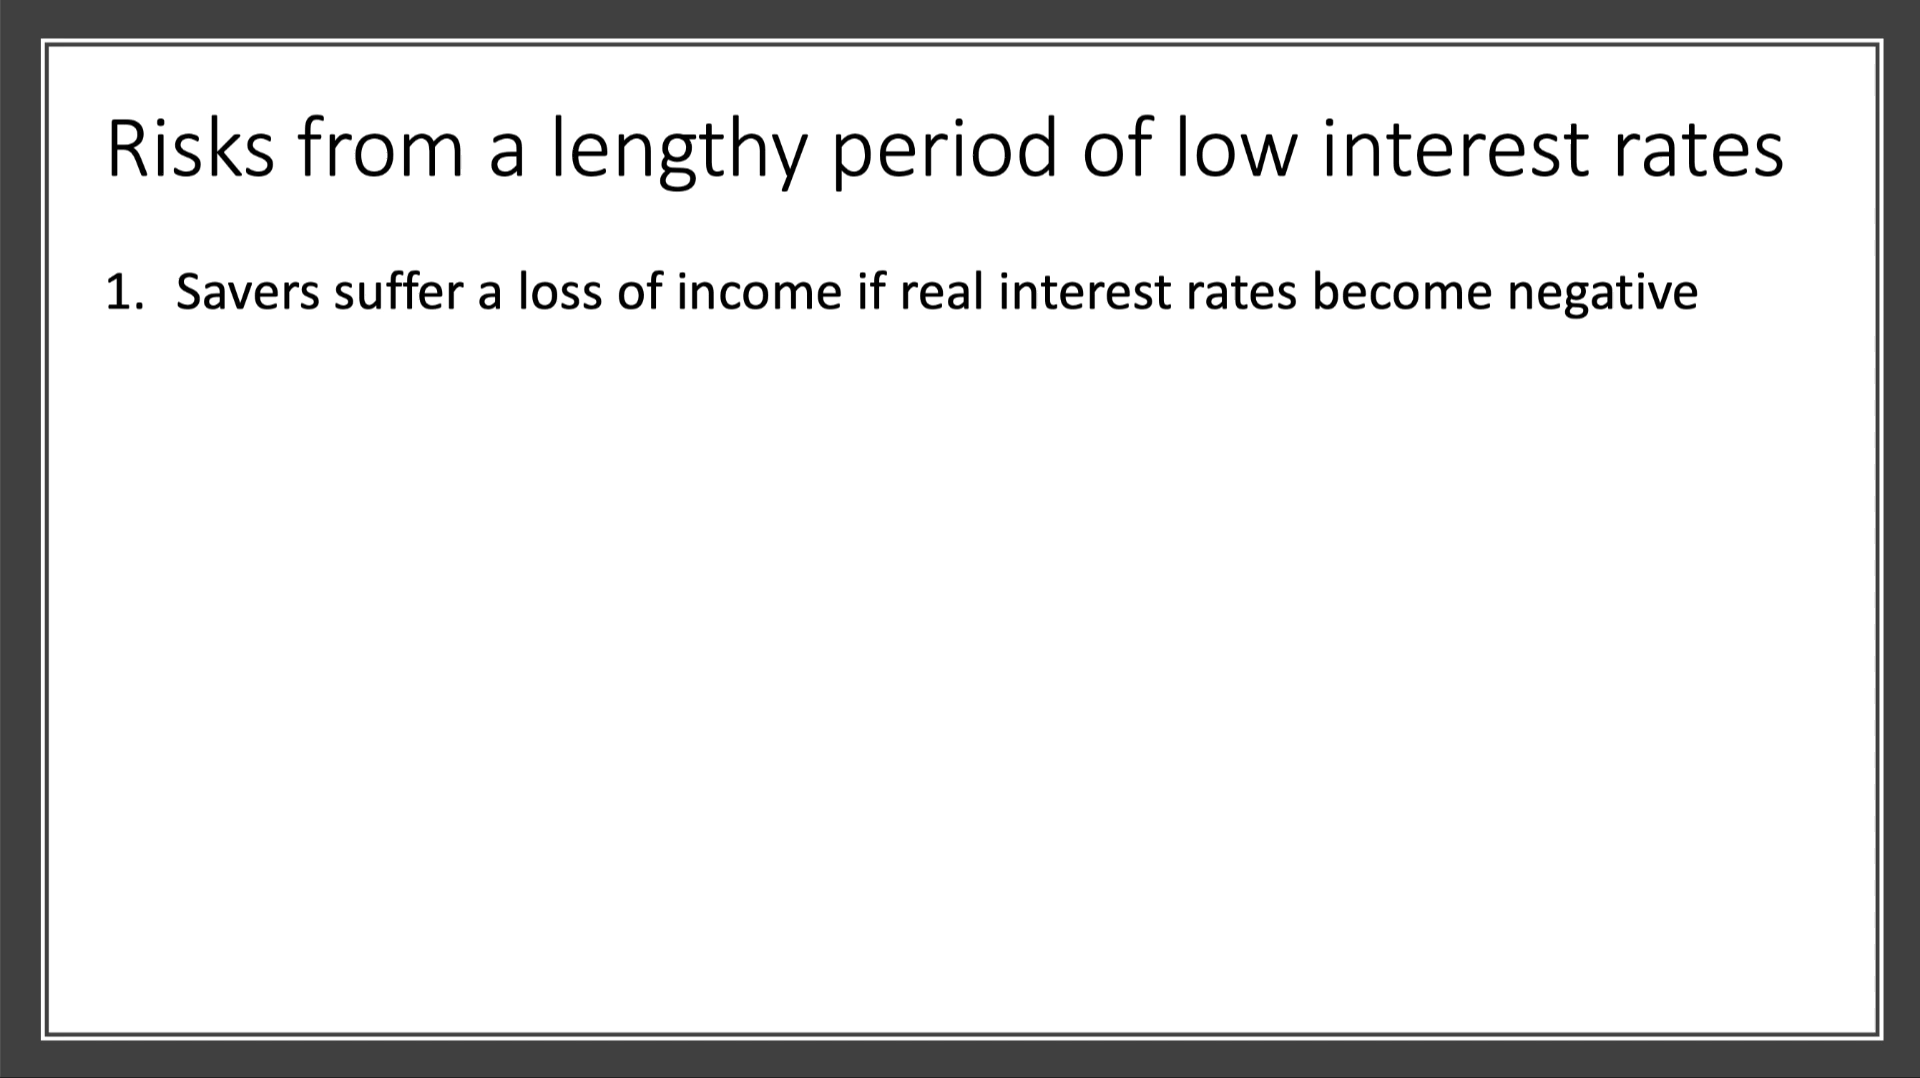 Risks from a lengthy period of low interest rates
1. Savers suffer a loss of income if real interest rates become negative